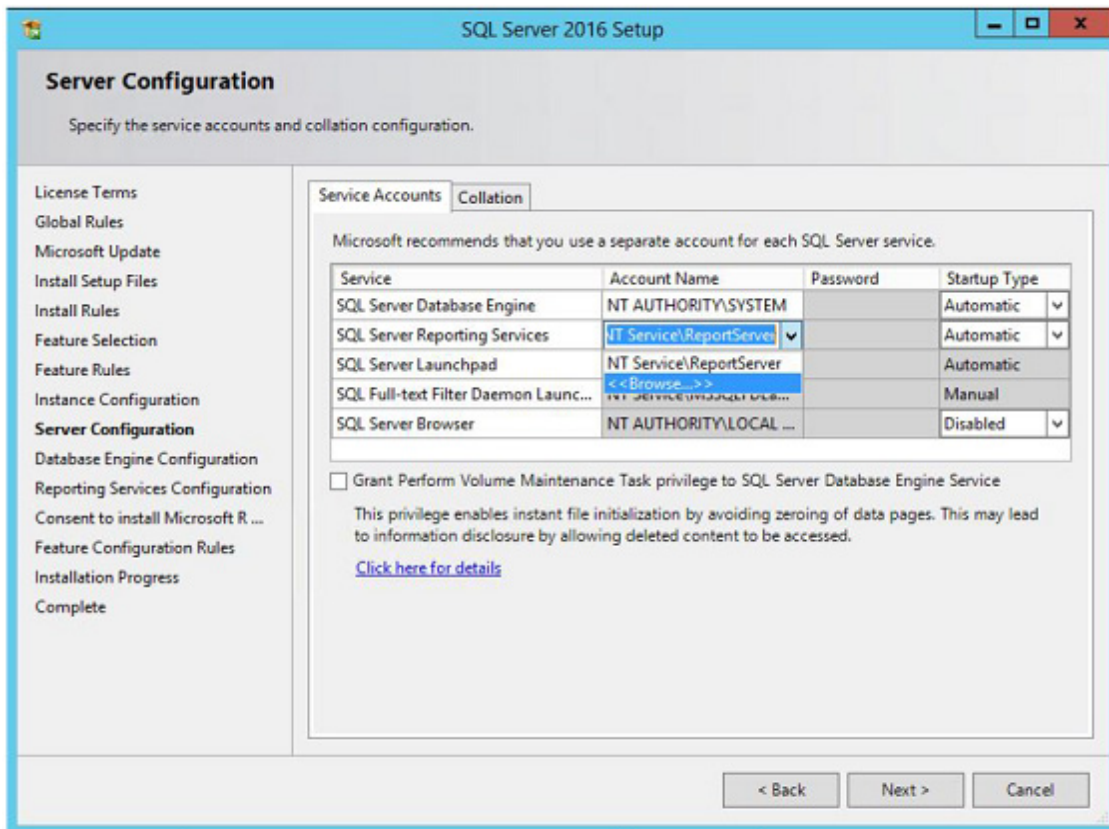 SQL Server 2016 Setup
Server Configuration
Specify the service accounts and collation configuration.
License Terms
Global Rules
Microsoft Update
Install Setup Files
Install Rules
Feature Selection
Feature Rules
Instance Configuration
Server Configuration
Database Engine Configuration
Reporting Services Configuration
Consent to install Microsoft R ...
Feature Configuration Rules
Installation Progress
Complete
Service Accounts Collation
Microsoft recommends that you use a separate account for each SQL Server service.
Service Account Name Password Startup Type
SQL Server Database Engine NT AUTHORITY\SYSTEM Automatic
SQL Server Reporting Services NT Service\ReportServer Automatic
SQL Server Launchpad NT Service\ReportServer Automatic
<<Browse...>>
SQL Full-text Filter Daemon Launc... Manual
SQL Server Browser NT AUTHORITY\LOCAL ... Disabled
Grant Perform Volume Maintenance Task privilege to SQL Server Database Engine Service
This privilege enables instant file initialization by avoiding zeroing of data pages. This may lead
to information disclosure by allowing deleted content to be accessed.
Click here for details
< Back Next > Cancel